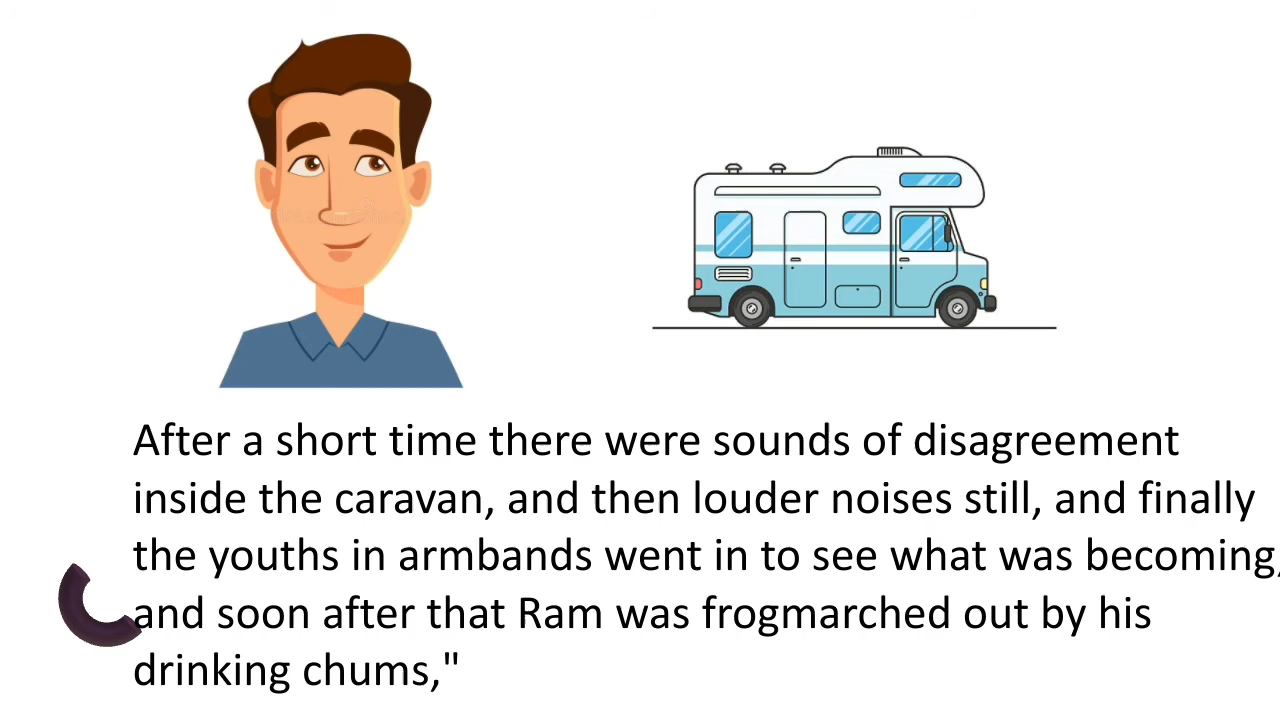 After a short time there were sounds of disagreement
inside the caravan, and then louder noises still, and finally
the youths in armbands went in to see what was becoming,
and soon after that Ram was frogmarched out by his
drinking chums,"